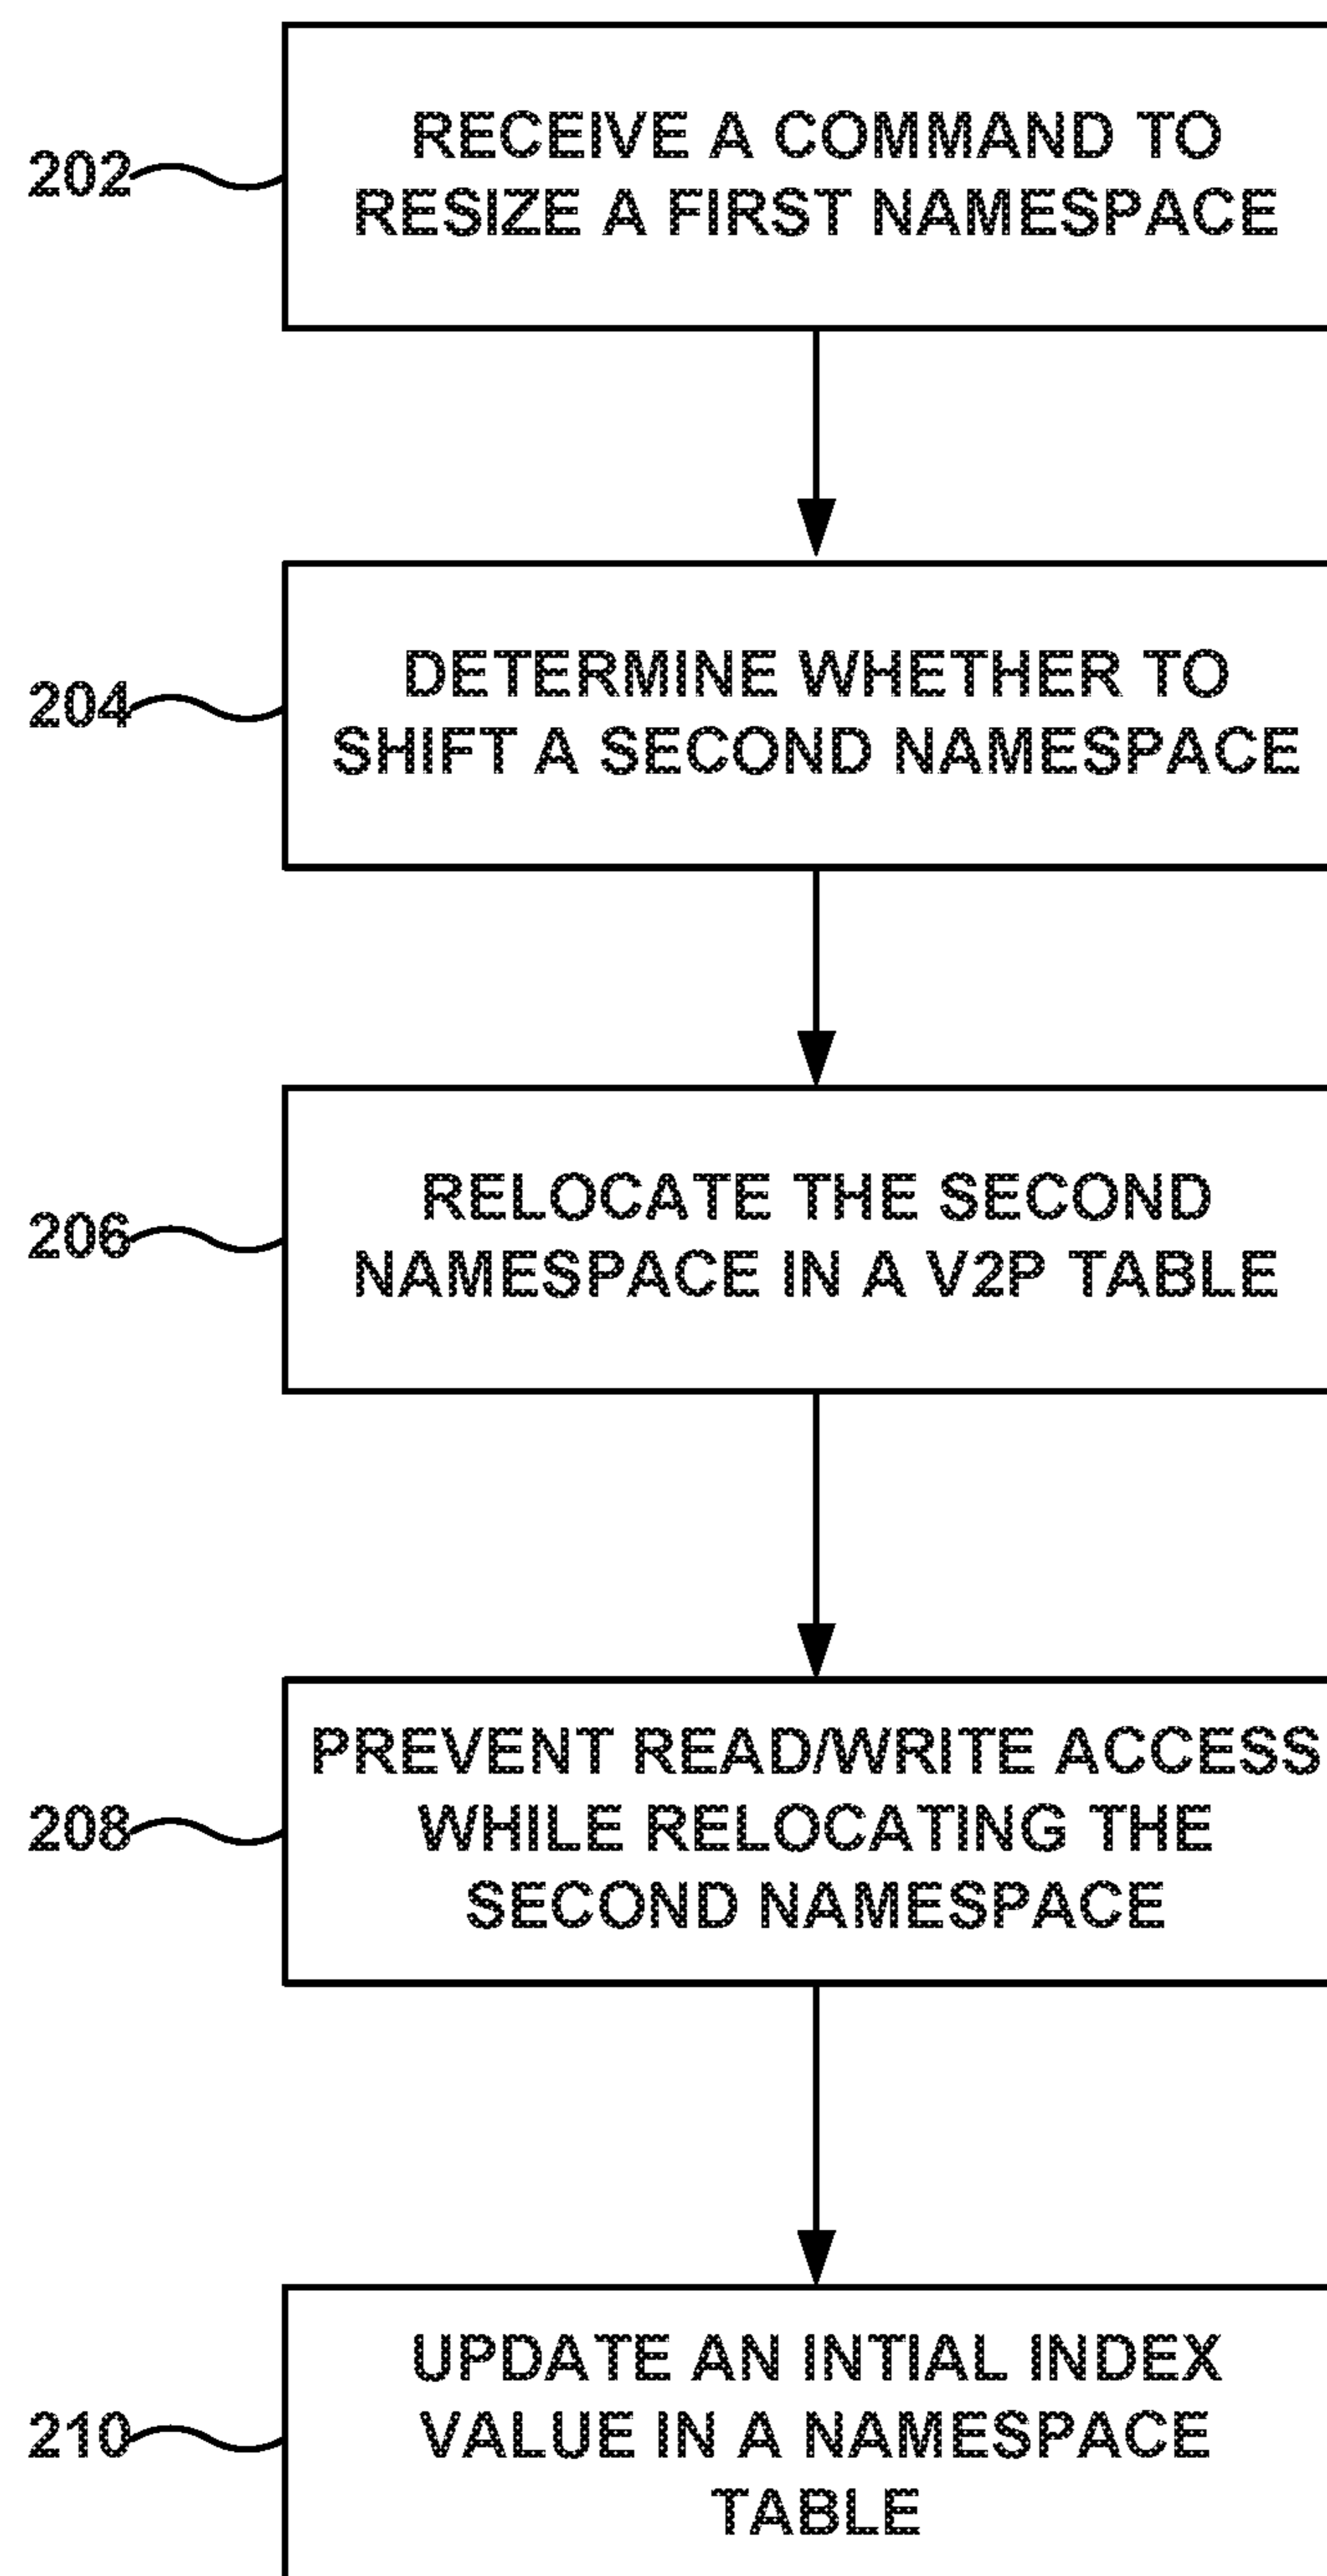 202
RECEIVE A COMMAND TO
RESIZE A FIRST NAMESPACE
204
DETERMINE WHETHER TO
SHIFT A SECOND NAMESPACE
206
RELOCATE THE SECOND
NAMESPACE IN A V2P TABLE
208
PREVENT READ/WRITE ACCESS
WHILE RELOCATING THE
SECOND NAMESPACE
210
UPDATE AN INTIAL INDEX
VALUE IN A NAMESPACE
TABLE